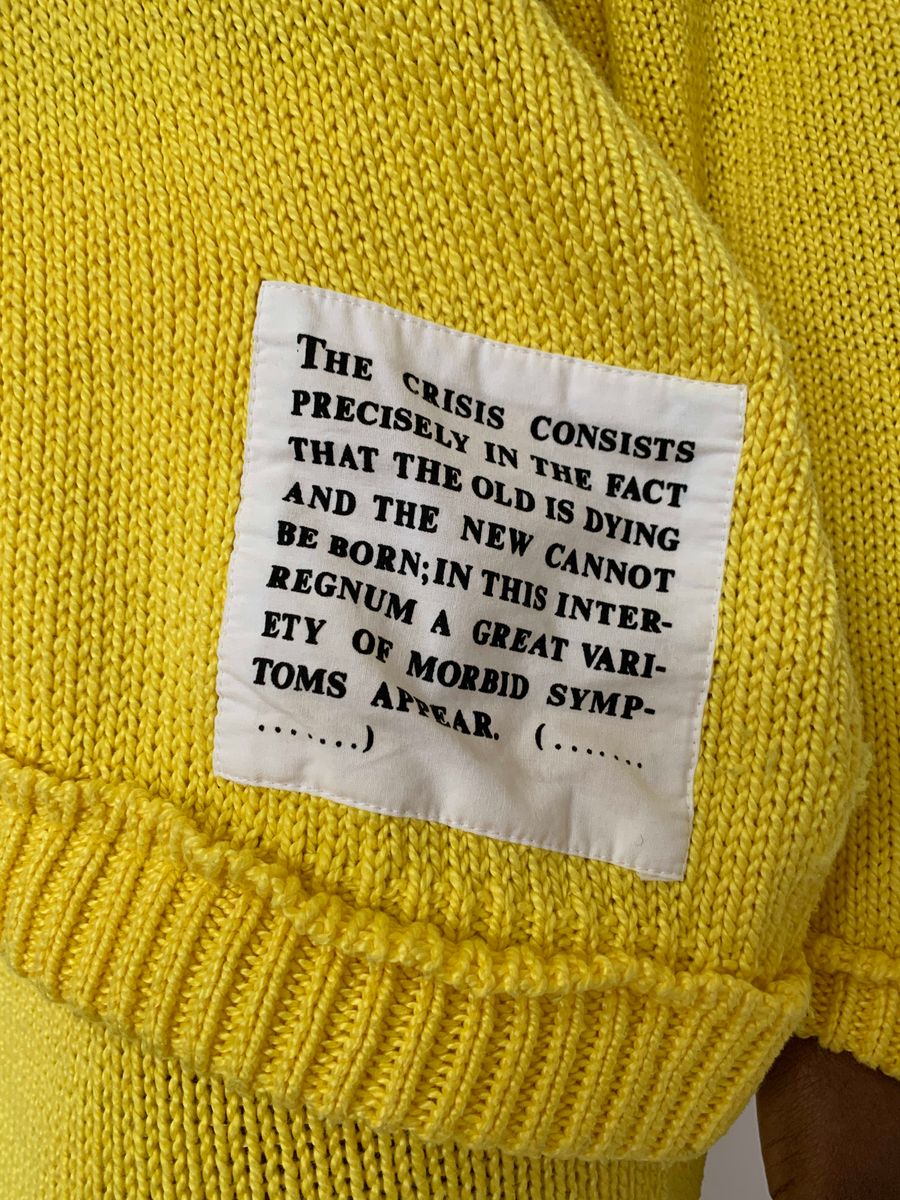 THE CRISIS CONSISTS
PRECISELY IN THE FACT
THAT THE OLD IS DYING
AND THE NEW CANNOT
BE BORN; IN THIS INTER-
REGNUM A GREAT VARI-
ETY OF MORBID SYMP-
TOMS APPEAR. (.......
.......)